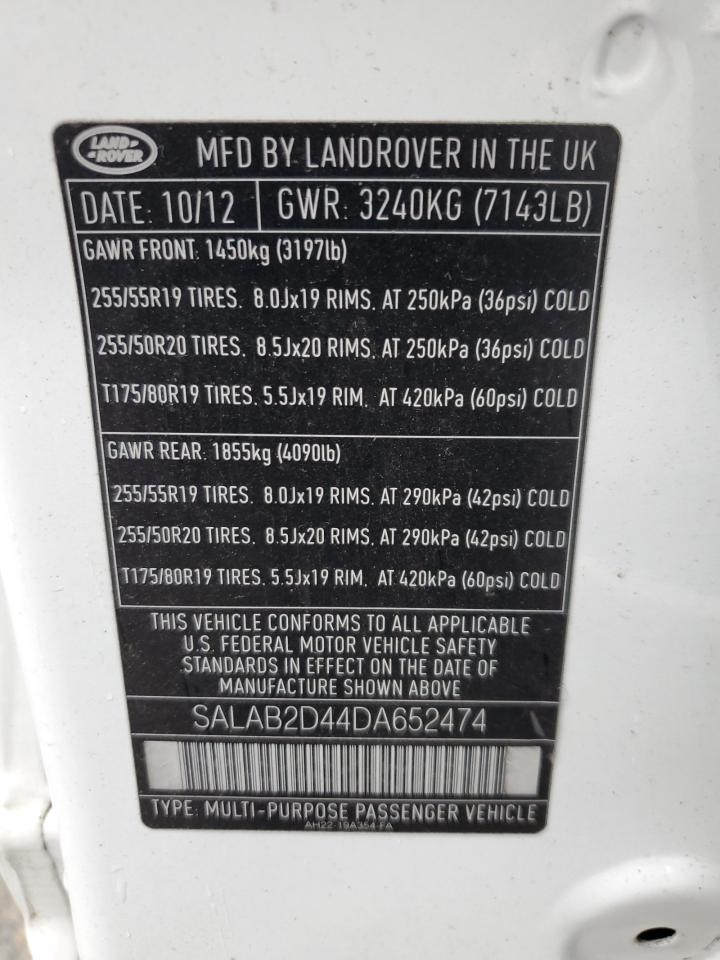 LAND ROVER
MFD BY LANDROVER IN THE UK
DATE: 10/12 GWR: 3240KG (7143LB)
GAWR FRONT: 1450kg (3197lb)
255/55R19 TIRES. 8.0Jx19 RIMS. AT 250kPa (36psi) COLD
255/50R20 TIRES. 8.5Jx20 RIMS. AT 250kPa (36psi) COLD
T175/80R19 TIRES. 5.5Jx19 RIM. AT 420kPa (60psi) COLD
GAWR REAR: 1855kg (4090lb)
255/55R19 TIRES. 8.0Jx19 RIMS. AT 290kPa (42psi) COLD
255/50R20 TIRES. 8.5Jx20 RIMS. AT 290kPa (42psi) COLD
T175/80R19 TIRES. 5.5Jx19 RIM. AT 420kPa (60psi) COLD
THIS VEHICLE CONFORMS TO ALL APPLICABLE
U.S. FEDERAL MOTOR VEHICLE SAFETY
STANDARDS IN EFFECT ON THE DATE OF
MANUFACTURE SHOWN ABOVE
SALAB2D44DA652474
TYPE: MULTI-PURPOSE PASSENGER VEHICLE
AH22-19A354-FA